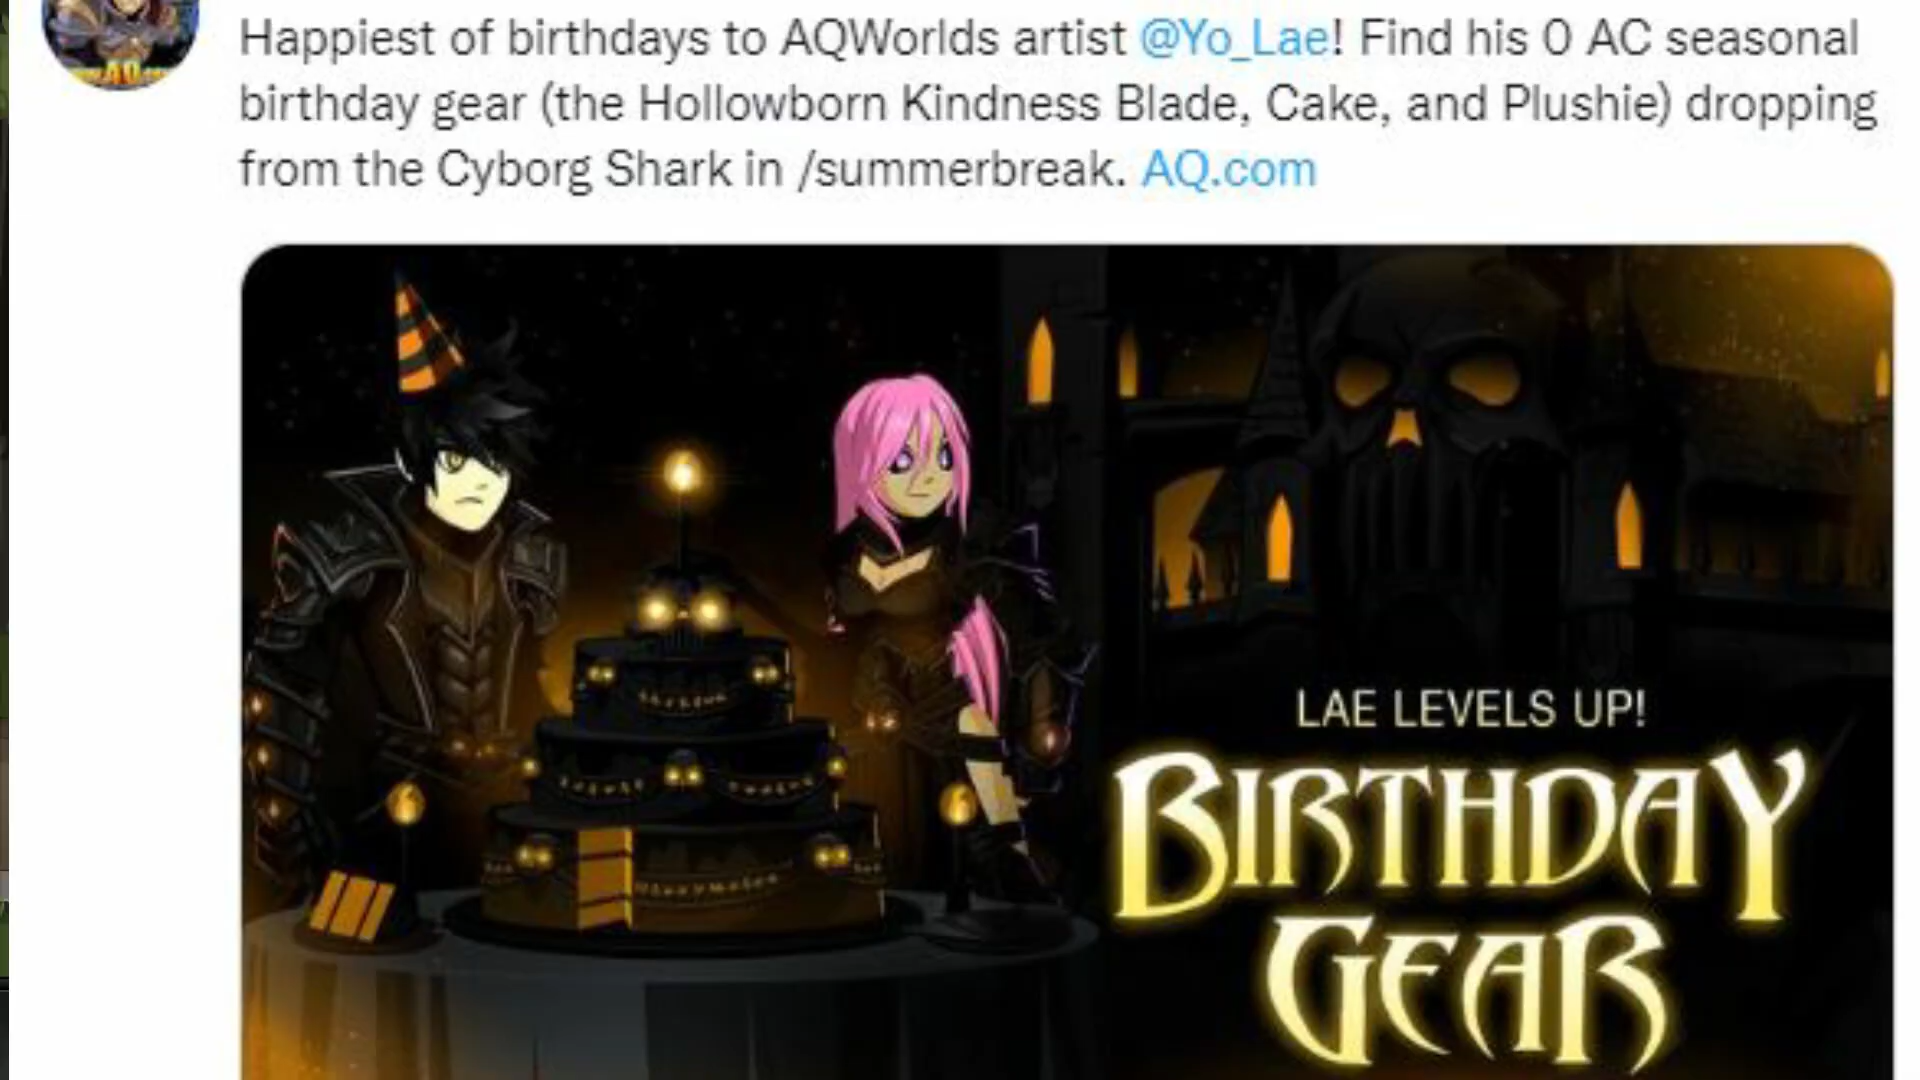 Happiest of birthdays to AQWorlds artist @Yo_Lae! Find his 0 AC seasonal
birthday gear (the Hollowborn Kindness Blade, Cake, and Plushie) dropping
from the Cyborg Shark in /summerbreak. AQ.com
LAE LEVELS UP!
BIRTHDAY
GEAR